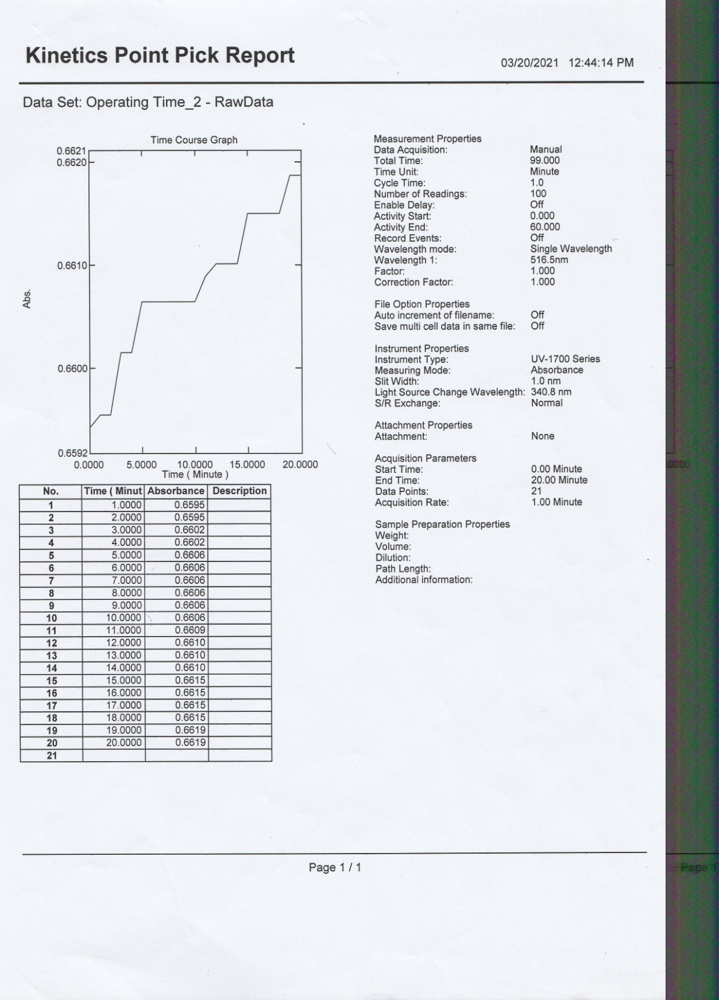 Kinetics Point Pick Report
03/20/2021 12:44:14 PM
Data Set: Operating Time_2 - RawData
Time Course Graph
0.6621
0.6620
0.6610
0.6600
0.6592
Abs.
0.0000 5.0000 10.0000 15.0000 20.0000
Time ( Minute )
No. Time ( Minut Absorbance Description
1 1.0000 0.6595
2 2.0000 0.6595
3 3.0000 0.6602
4 4.0000 0.6602
5 5.0000 0.6606
6 6.0000 0.6606
7 7.0000 0.6606
8 8.0000 0.6606
9 9.0000 0.6606
10 10.0000 0.6606
11 11.0000 0.6609
12 12.0000 0.6610
13 13.0000 0.6610
14 14.0000 0.6610
15 15.0000 0.6615
16 16.0000 0.6615
17 17.0000 0.6615
18 18.0000 0.6615
19 19.0000 0.6619
20 20.0000 0.6619
21
Measurement Properties
Data Acquisition: Manual
Total Time: 99.000
Time Unit: Minute
Cycle Time: 1.0
Number of Readings: 100
Enable Delay: Off
Activity Start: 0.000
Activity End: 60.000
Record Events: Off
Wavelength mode: Single Wavelength
Wavelength 1: 516.5nm
Factor: 1.000
Correction Factor: 1.000
File Option Properties
Auto increment of filename: Off
Save multi cell data in same file: Off
Instrument Properties
Instrument Type: UV-1700 Series
Measuring Mode: Absorbance
Slit Width: 1.0 nm
Light Source Change Wavelength: 340.8 nm
S/R Exchange: Normal
Attachment Properties
Attachment: None
Acquisition Parameters
Start Time: 0.00 Minute
End Time: 20.00 Minute
Data Points: 21
Acquisition Rate: 1.00 Minute
Sample Preparation Properties
Weight:
Volume:
Dilution:
Path Length:
Additional information:
Page 1 / 1
.0000
Page 1